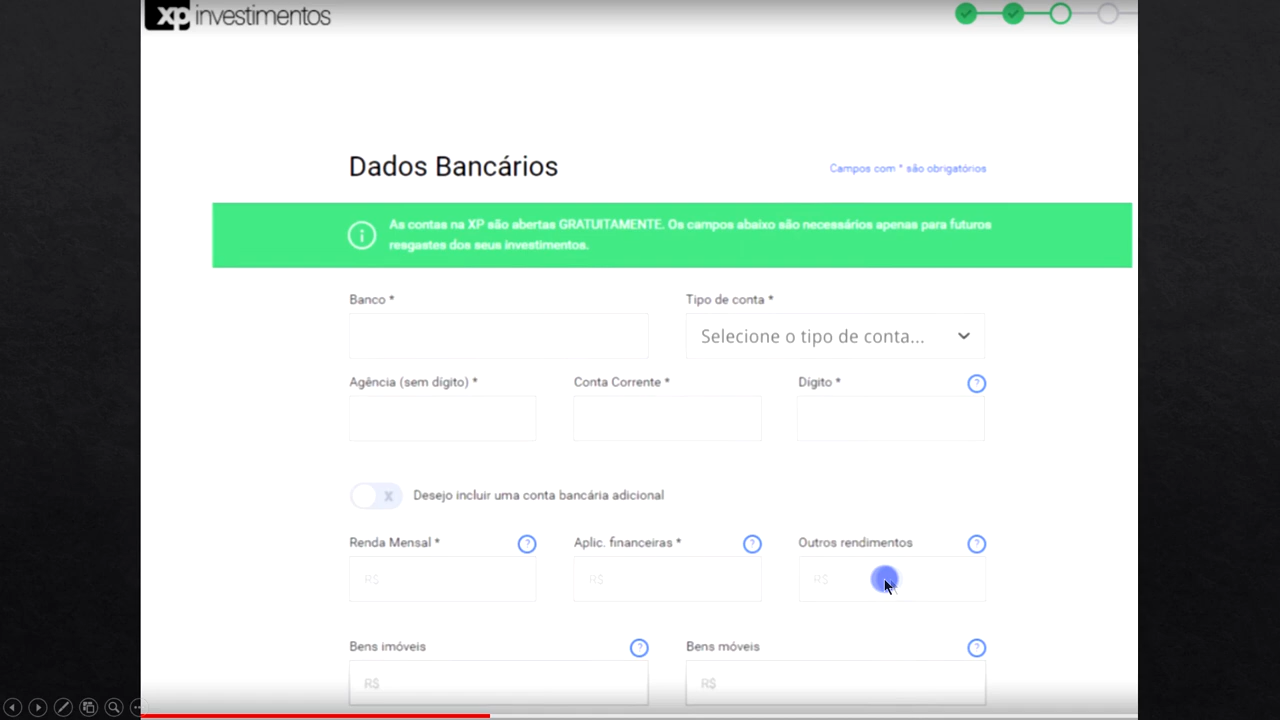 xp investimentos
Dados Bancários
Campos com * são obrigatórios
As contas na XP são abertas GRATUITAMENTE. Os campos abaixo são necessários apenas para futuros
resgastes dos seus investimentos.
Banco *
Tipo de conta *
Selecione o tipo de conta...
Agência (sem dígito) *
Conta Corrente *
Dígito *
?
X
Desejo incluir uma conta bancária adicional
Renda Mensal *
?
Aplic. financeiras *
?
Outros rendimentos
?
R$
R$
R$
Bens imóveis
?
Bens móveis
?
R$
R$